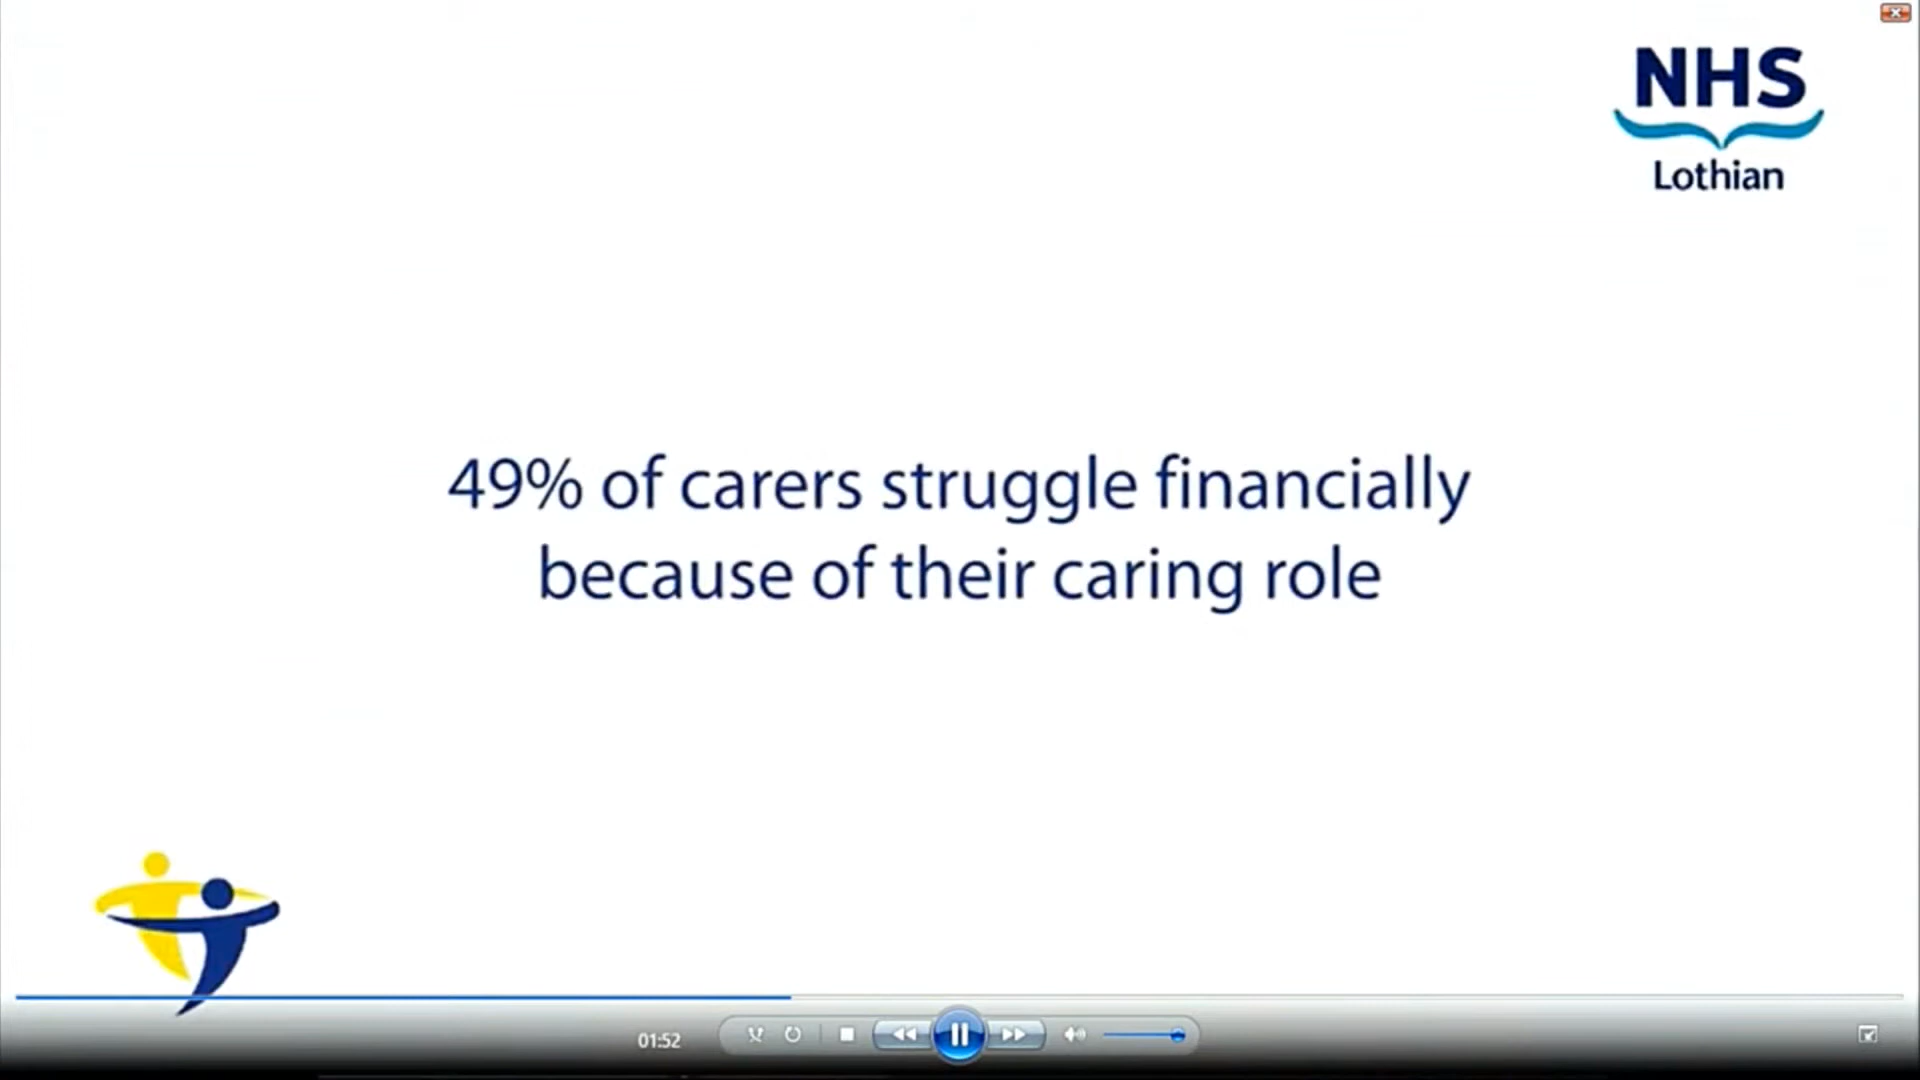 NHS
Lothian
49% of carers struggle financially
because of their caring role
01:52